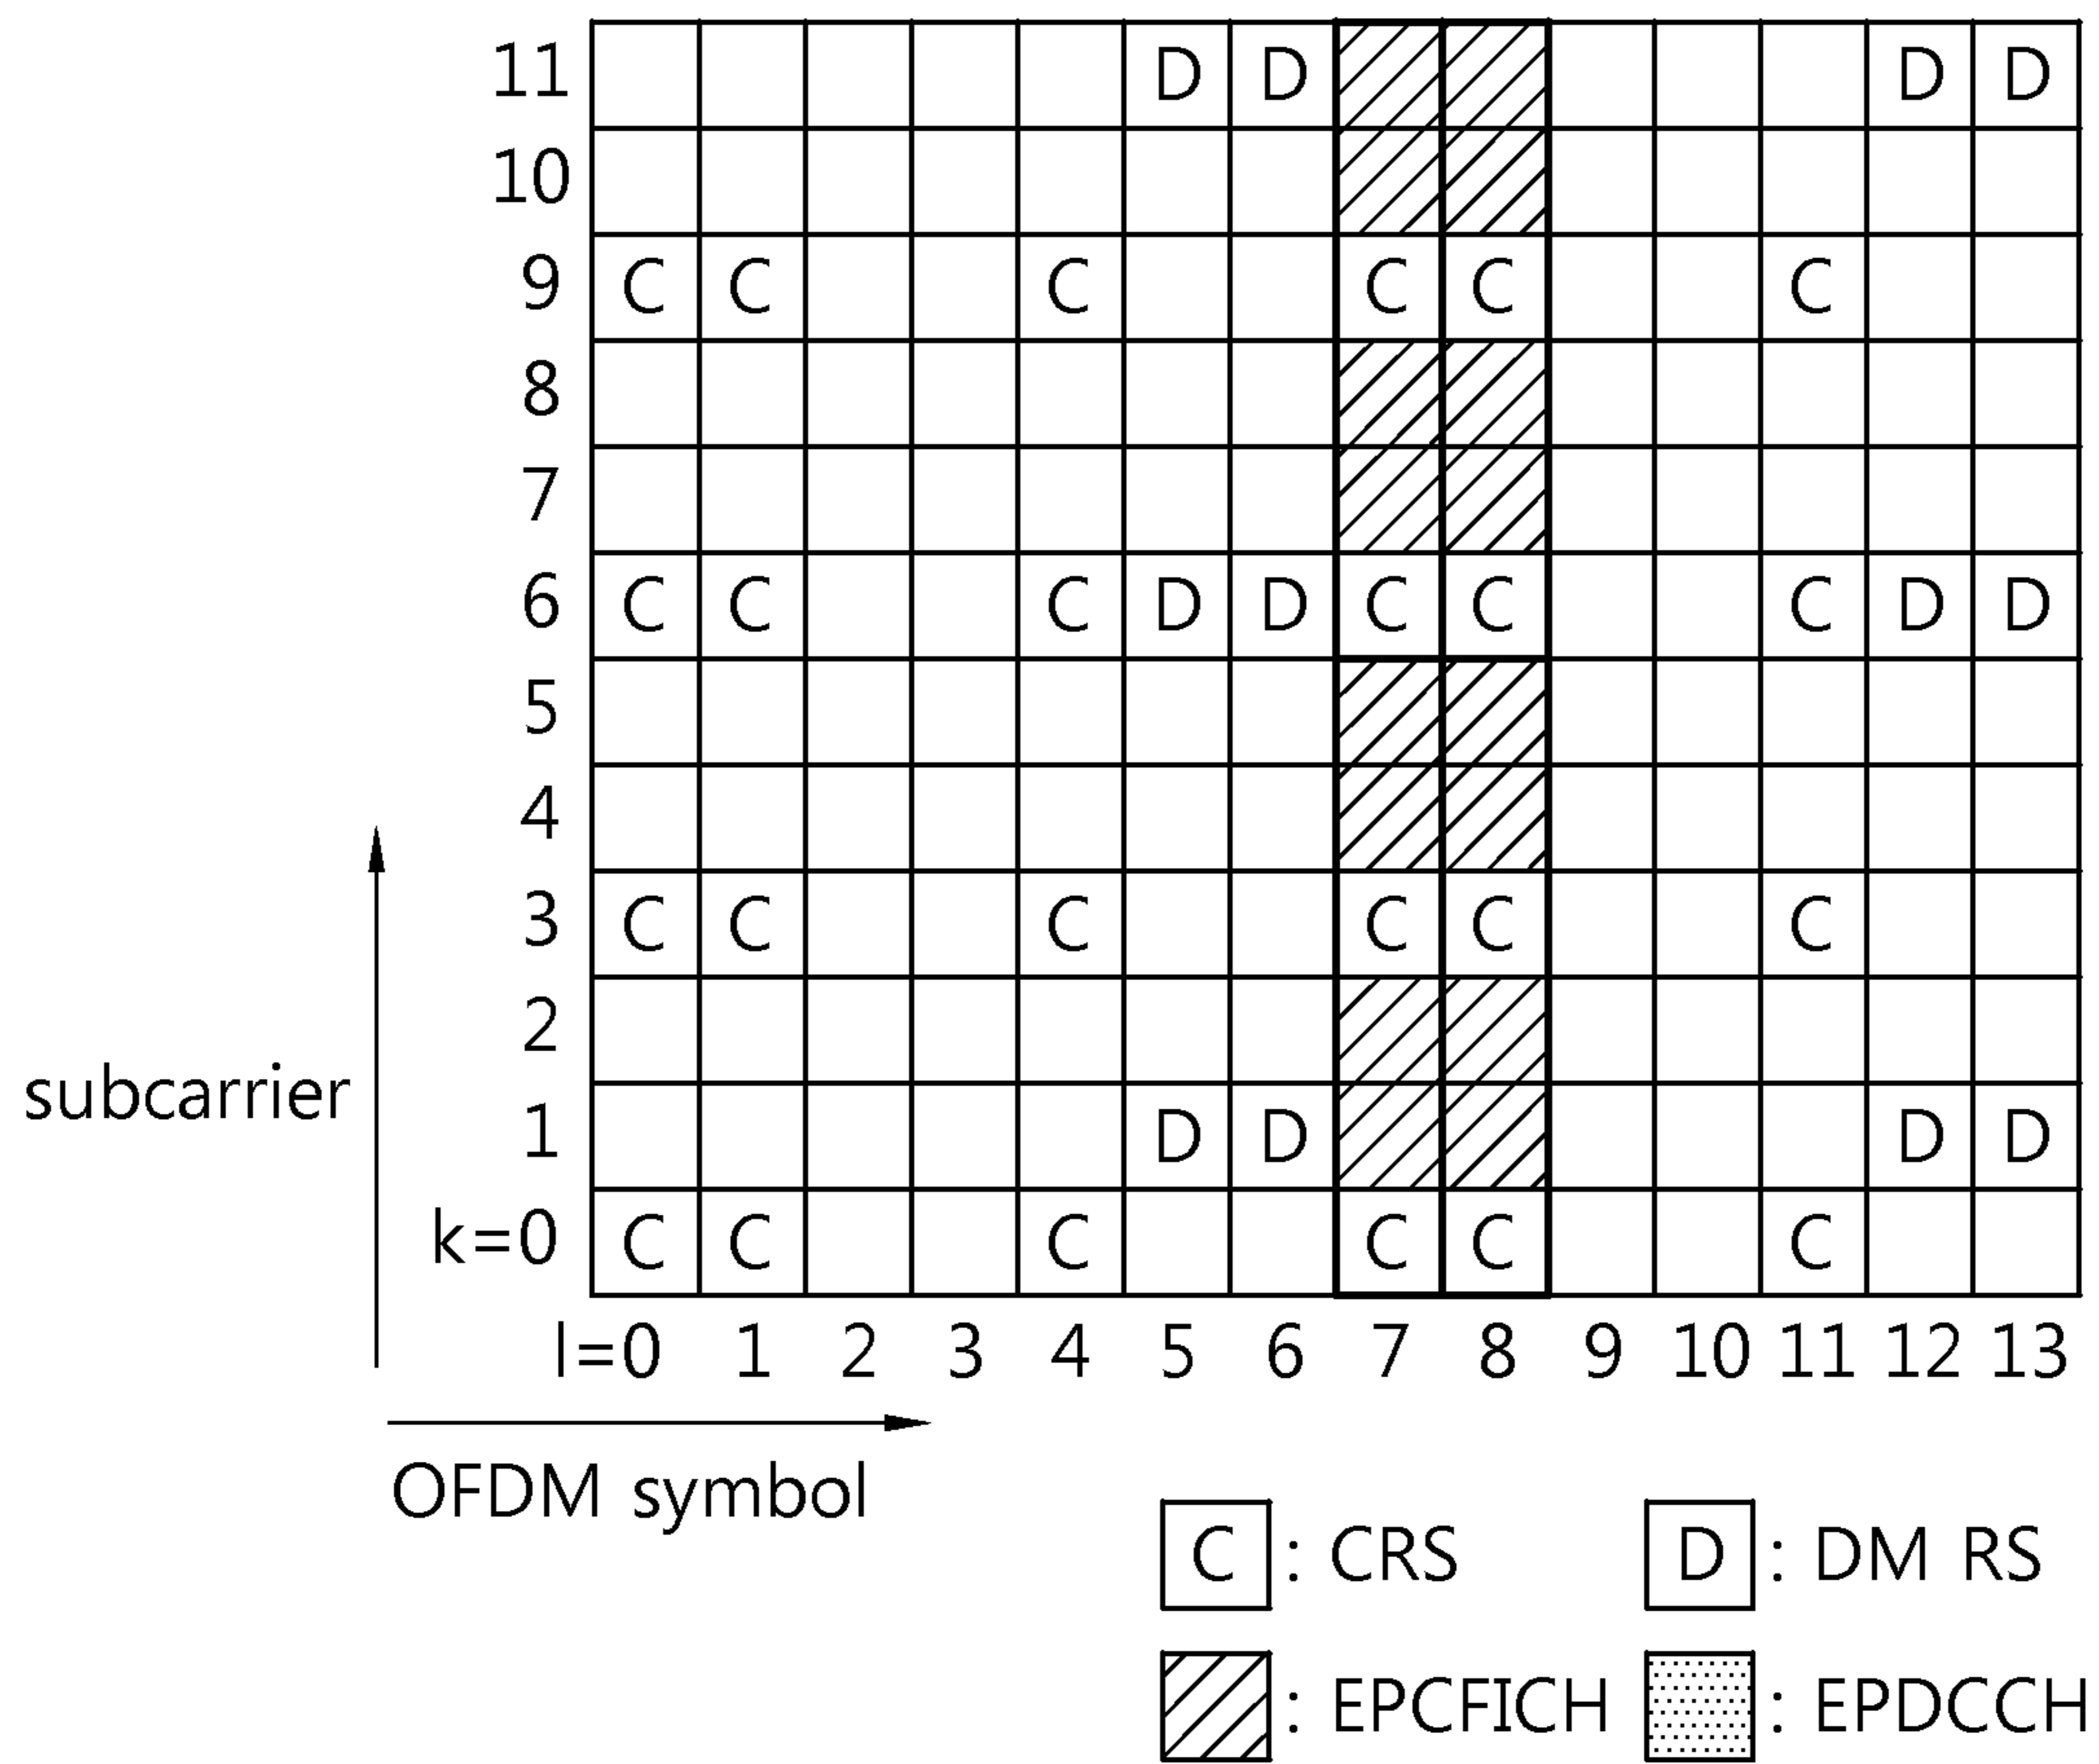 11 D D D D
10
9 C C C C C C
8
7
6 C C C D D C C C D D
5
4
3 C C C C C C
2
subcarrier
1 D D D D
k=0 C C C C C C
l=0 1 2 3 4 5 6 7 8 9 10 11 12 13
OFDM symbol
C : CRS D : DM RS
: EPCFICH : EPDCCH